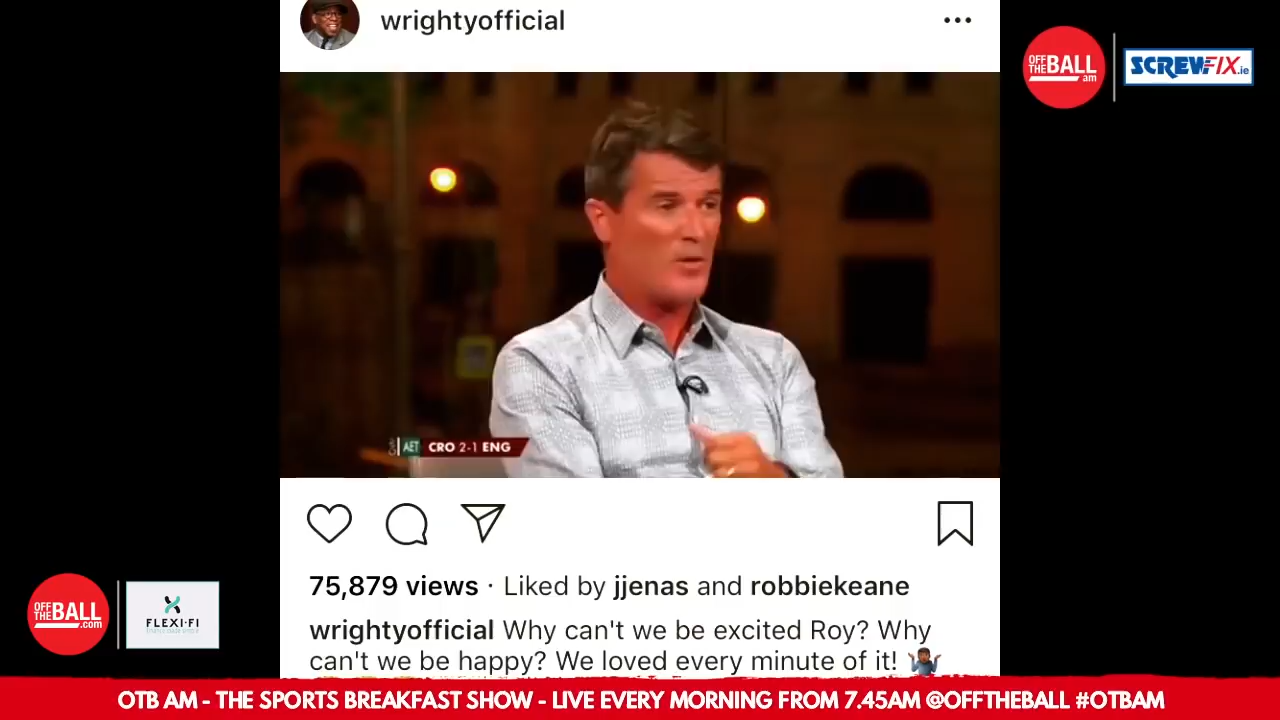 wrightyofficial
OFF
THE BALL
am
SCREWFIX.ie
AET CRO 2-1 ENG
75,879 views · Liked by jjenas and robbiekeane
wrightyofficial Why can't we be excited Roy? Why
can't we be happy? We loved every minute of it! 🤷🏾‍♂️
OFF
THE BALL
.com
FLEXI-FI
OTB AM - THE SPORTS BREAKFAST SHOW - LIVE EVERY MORNING FROM 7.45AM @OFFTHEBALL #OTBAM